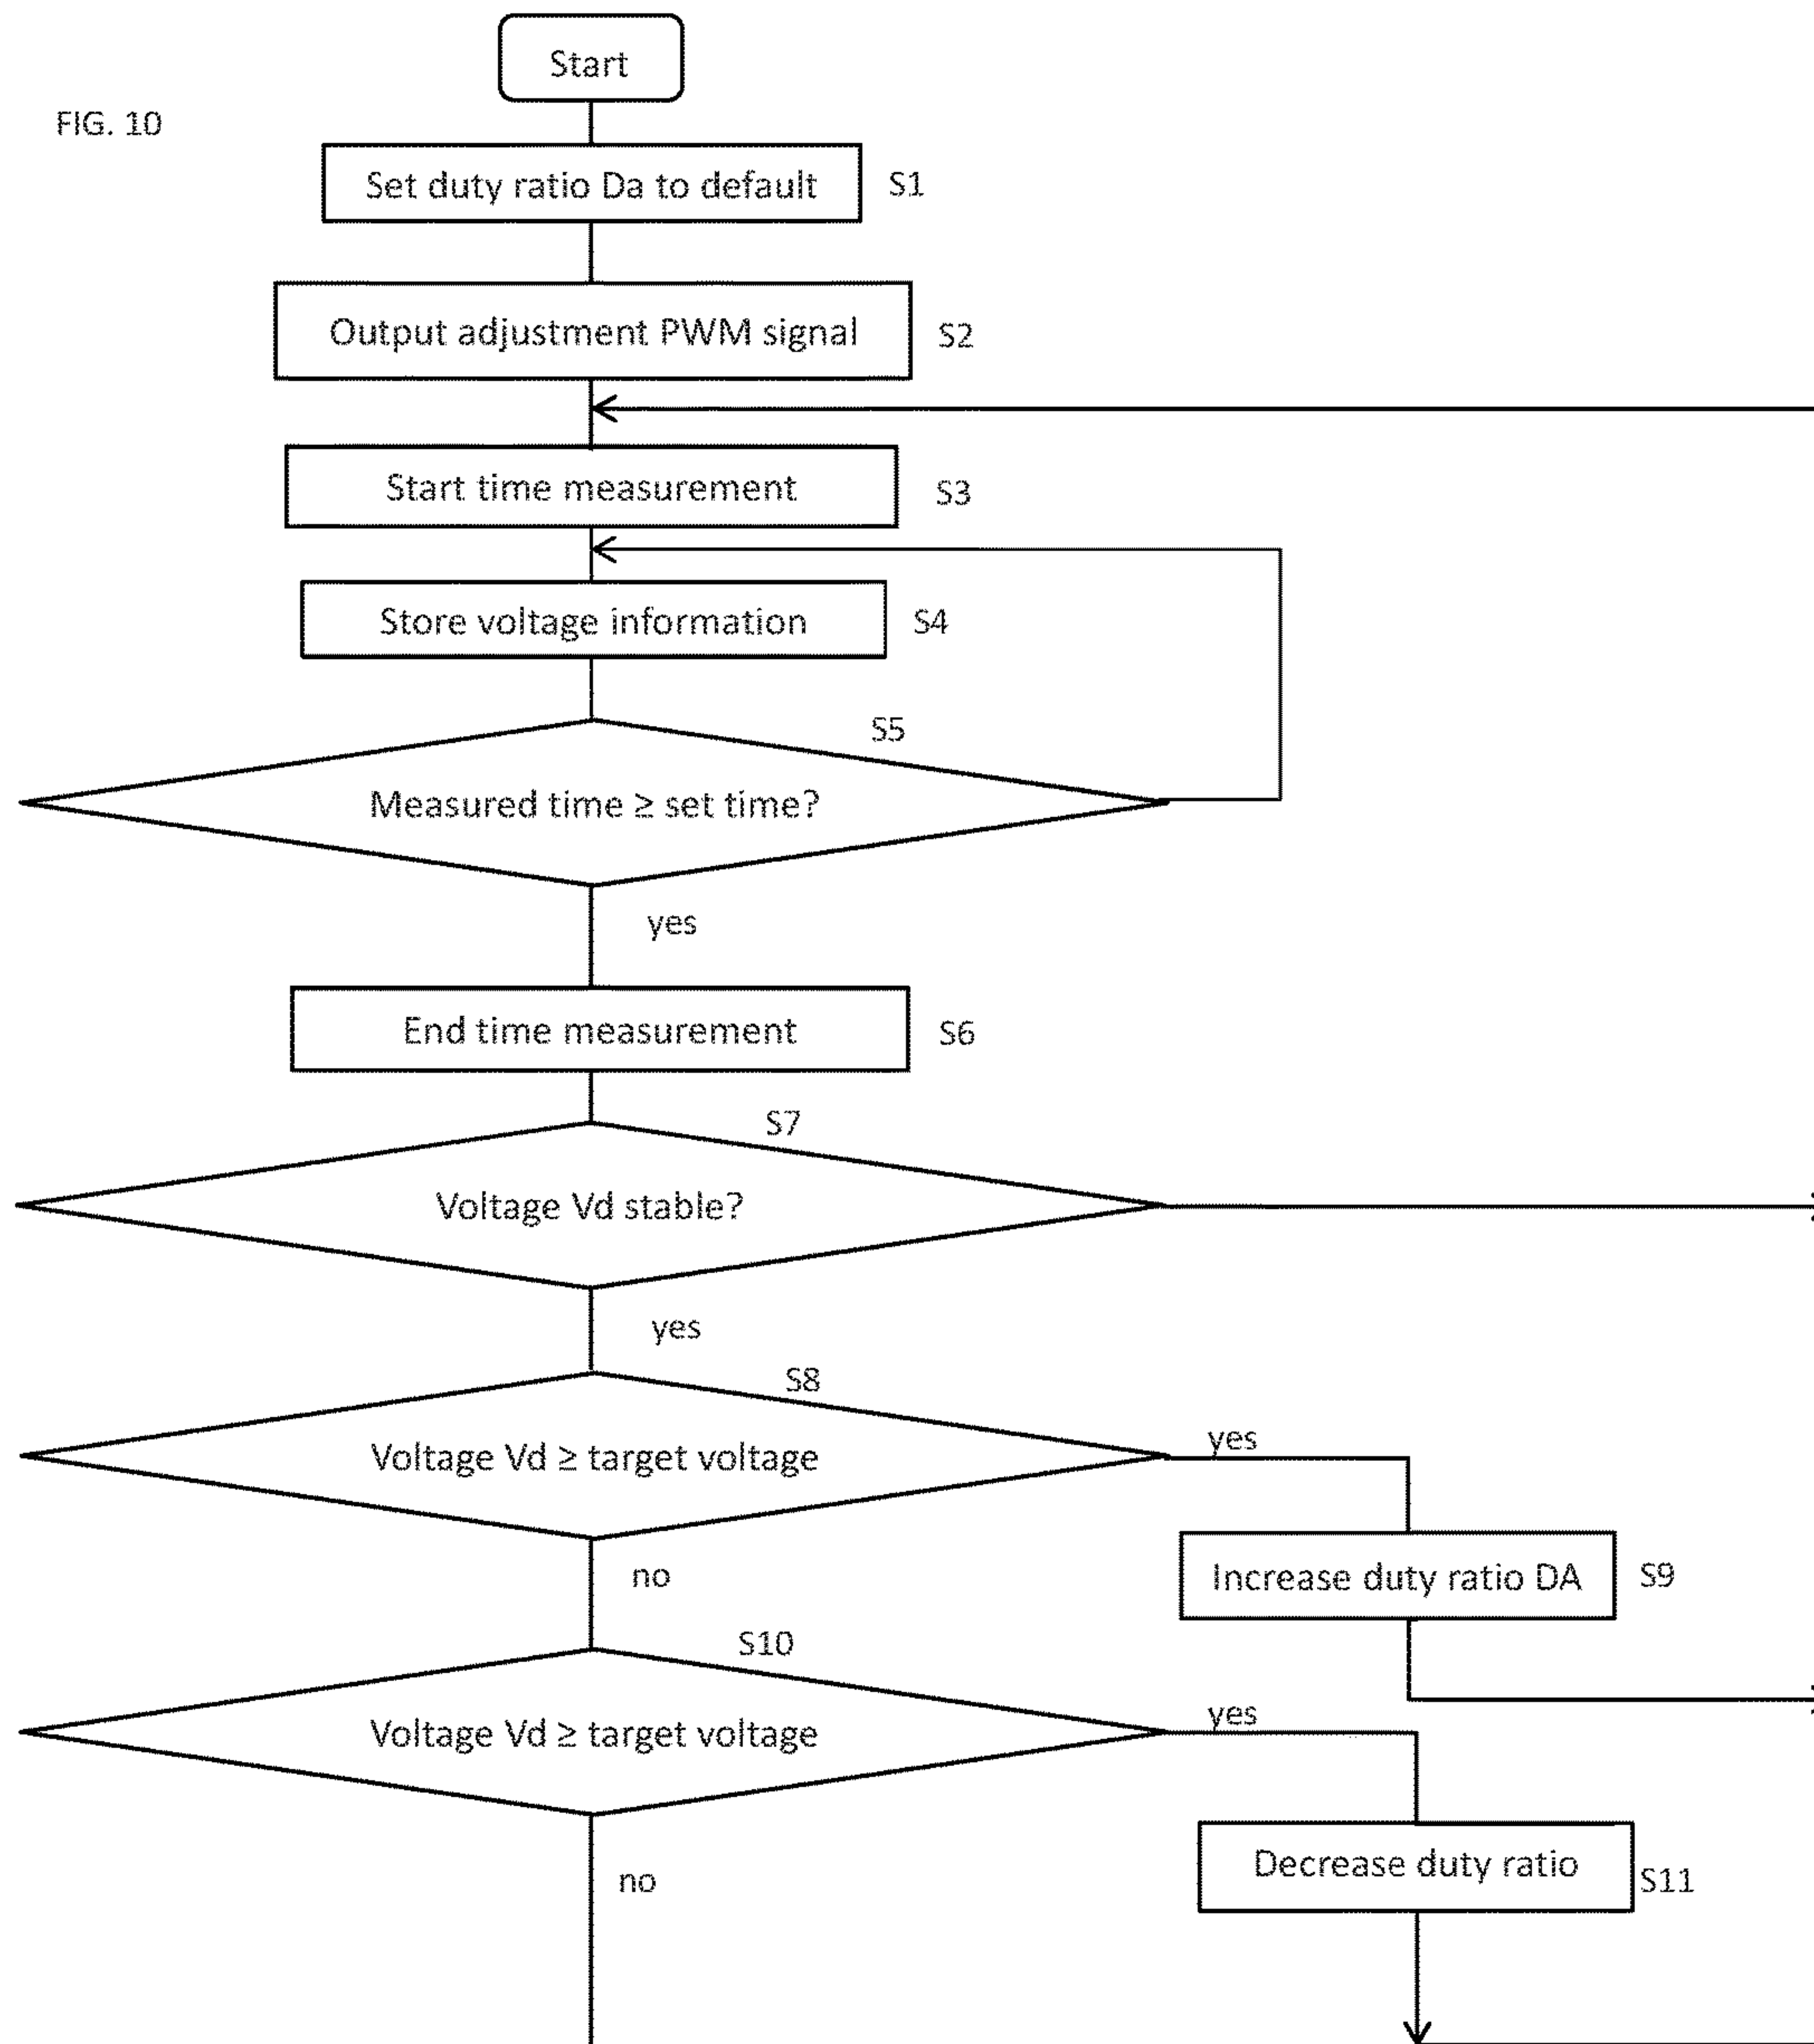 Start
FIG. 10
Set duty ratio Da to default
S1
Output adjustment PWM signal
S2
Start time measurement
S3
Store voltage information
S4
S5
Measured time ≥ set time?
yes
End time measurement
S6
S7
Voltage Vd stable?
yes
S8
Voltage Vd ≥ target voltage
yes
no
Increase duty ratio DA
S9
S10
Voltage Vd ≥ target voltage
yes
no
Decrease duty ratio
S11